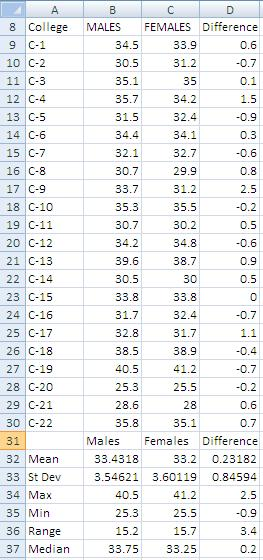 A B C D
8 College MALES FEMALES Difference
9 C-1 34.5 33.9 0.6
10 C-2 30.5 31.2 -0.7
11 C-3 35.1 35 0.1
12 C-4 35.7 34.2 1.5
13 C-5 31.5 32.4 -0.9
14 C-6 34.4 34.1 0.3
15 C-7 32.1 32.7 -0.6
16 C-8 30.7 29.9 0.8
17 C-9 33.7 31.2 2.5
18 C-10 35.3 35.5 -0.2
19 C-11 30.7 30.2 0.5
20 C-12 34.2 34.8 -0.6
21 C-13 39.6 38.7 0.9
22 C-14 30.5 30 0.5
23 C-15 33.8 33.8 0
24 C-16 31.7 32.4 -0.7
25 C-17 32.8 31.7 1.1
26 C-18 38.5 38.9 -0.4
27 C-19 40.5 41.2 -0.7
28 C-20 25.3 25.5 -0.2
29 C-21 28.6 28 0.6
30 C-22 35.8 35.1 0.7
31 Males Females Difference
32 Mean 33.4318 33.2 0.23182
33 St Dev 3.54621 3.60119 0.84594
34 Max 40.5 41.2 2.5
35 Min 25.3 25.5 -0.9
36 Range 15.2 15.7 3.4
37 Median 33.75 33.25 0.2